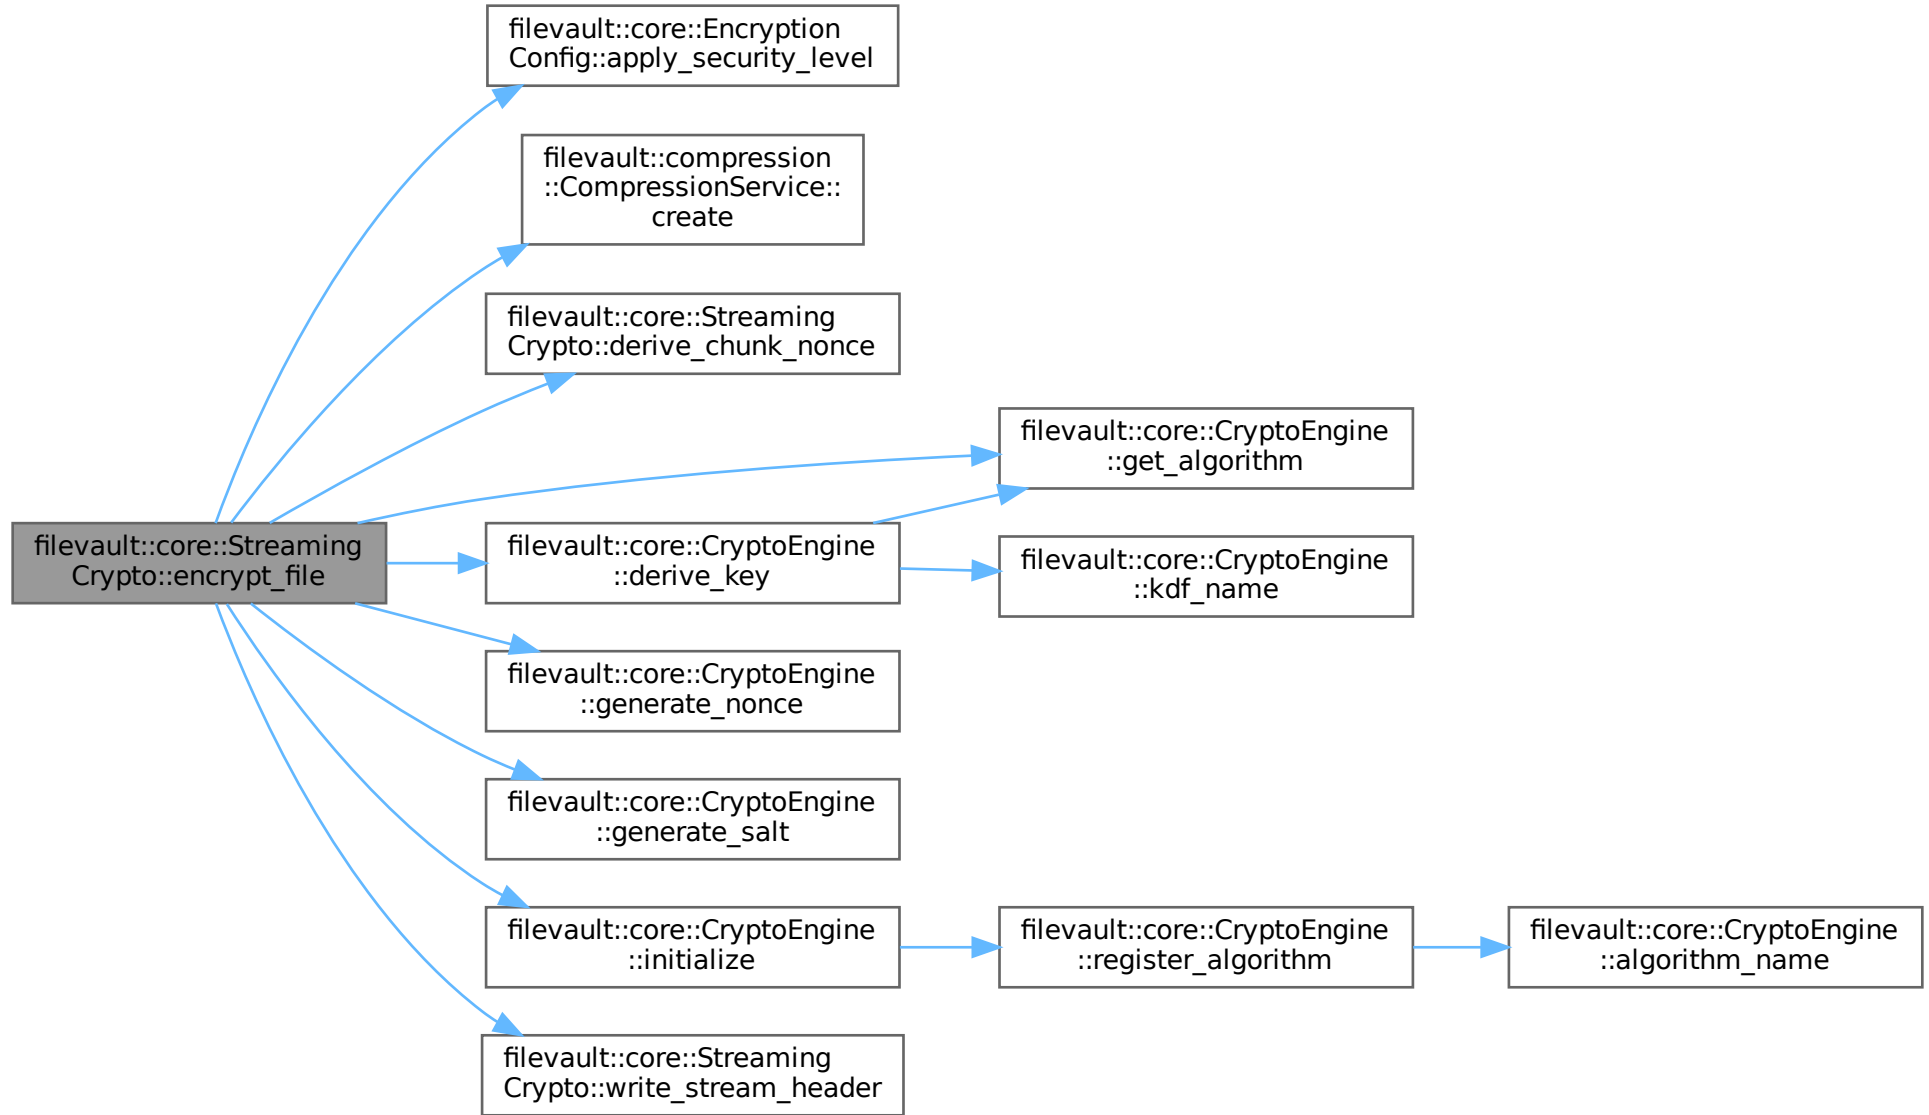 filevault::core::Encryption
Config::apply_security_level
filevault::compression
::CompressionService::
create
filevault::core::Streaming
Crypto::derive_chunk_nonce
filevault::core::CryptoEngine
::get_algorithm
filevault::core::Streaming
Crypto::encrypt_file
filevault::core::CryptoEngine
::derive_key
filevault::core::CryptoEngine
::kdf_name
filevault::core::CryptoEngine
::generate_nonce
filevault::core::CryptoEngine
::generate_salt
filevault::core::CryptoEngine
::initialize
filevault::core::CryptoEngine
::register_algorithm
filevault::core::CryptoEngine
::algorithm_name
filevault::core::Streaming
Crypto::write_stream_header